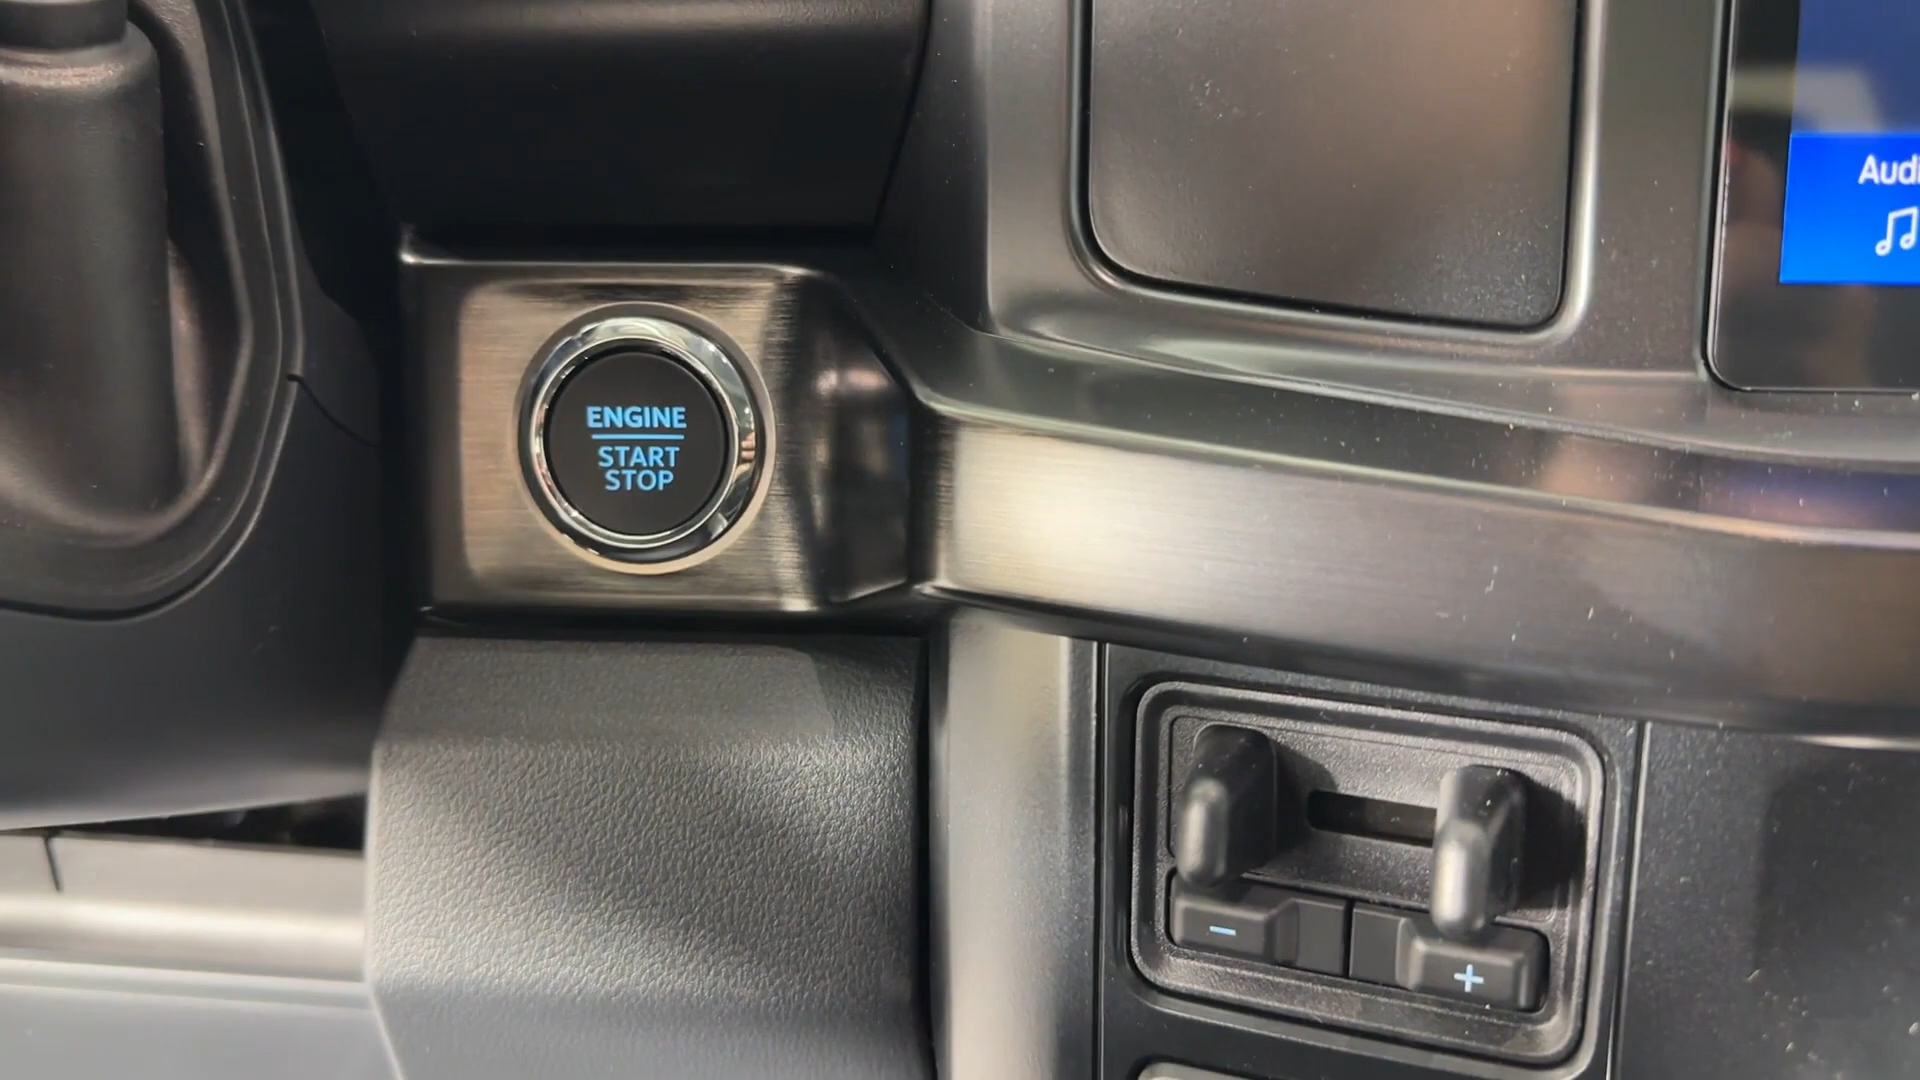 Audi
ENGINE
START
STOP
-
+